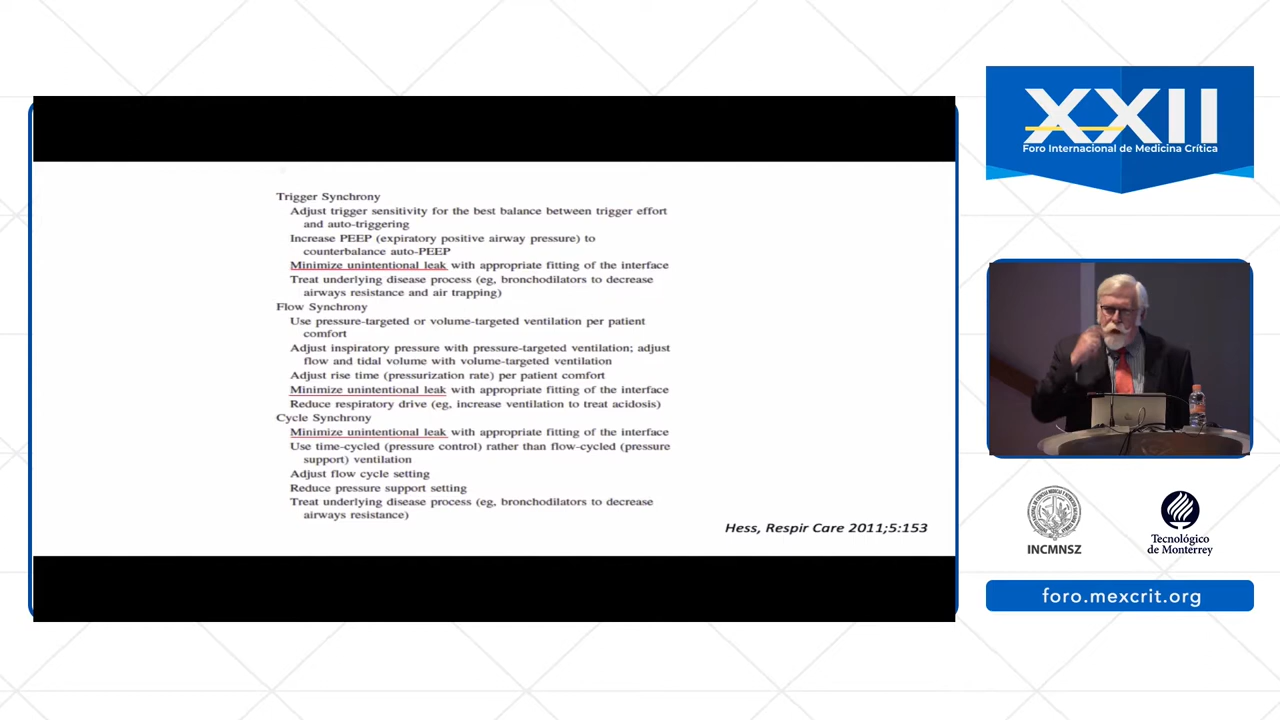 Trigger Synchrony
Adjust trigger sensitivity for the best balance between trigger effort
and auto-triggering
Increase PEEP (expiratory positive airway pressure) to
counterbalance auto-PEEP
Minimize unintentional leak with appropriate fitting of the interface
Treat underlying disease process (eg, bronchodilators to decrease
airways resistance and air trapping)
Flow Synchrony
Use pressure-targeted or volume-targeted ventilation per patient
comfort
Adjust inspiratory pressure with pressure-targeted ventilation; adjust
flow and tidal volume with volume-targeted ventilation
Adjust rise time (pressurization rate) per patient comfort
Minimize unintentional leak with appropriate fitting of the interface
Reduce respiratory drive (eg, increase ventilation to treat acidosis)
Cycle Synchrony
Minimize unintentional leak with appropriate fitting of the interface
Use time-cycled (pressure control) rather than flow-cycled (pressure
support) ventilation
Adjust flow cycle setting
Reduce pressure support setting
Treat underlying disease process (eg, bronchodilators to decrease
airways resistance)
Hess, Respir Care 2011;5:153
XXII
Foro Internacional de Medicina Crítica
INCMNSZ
Tecnológico
de Monterrey
foro.mexcrit.org